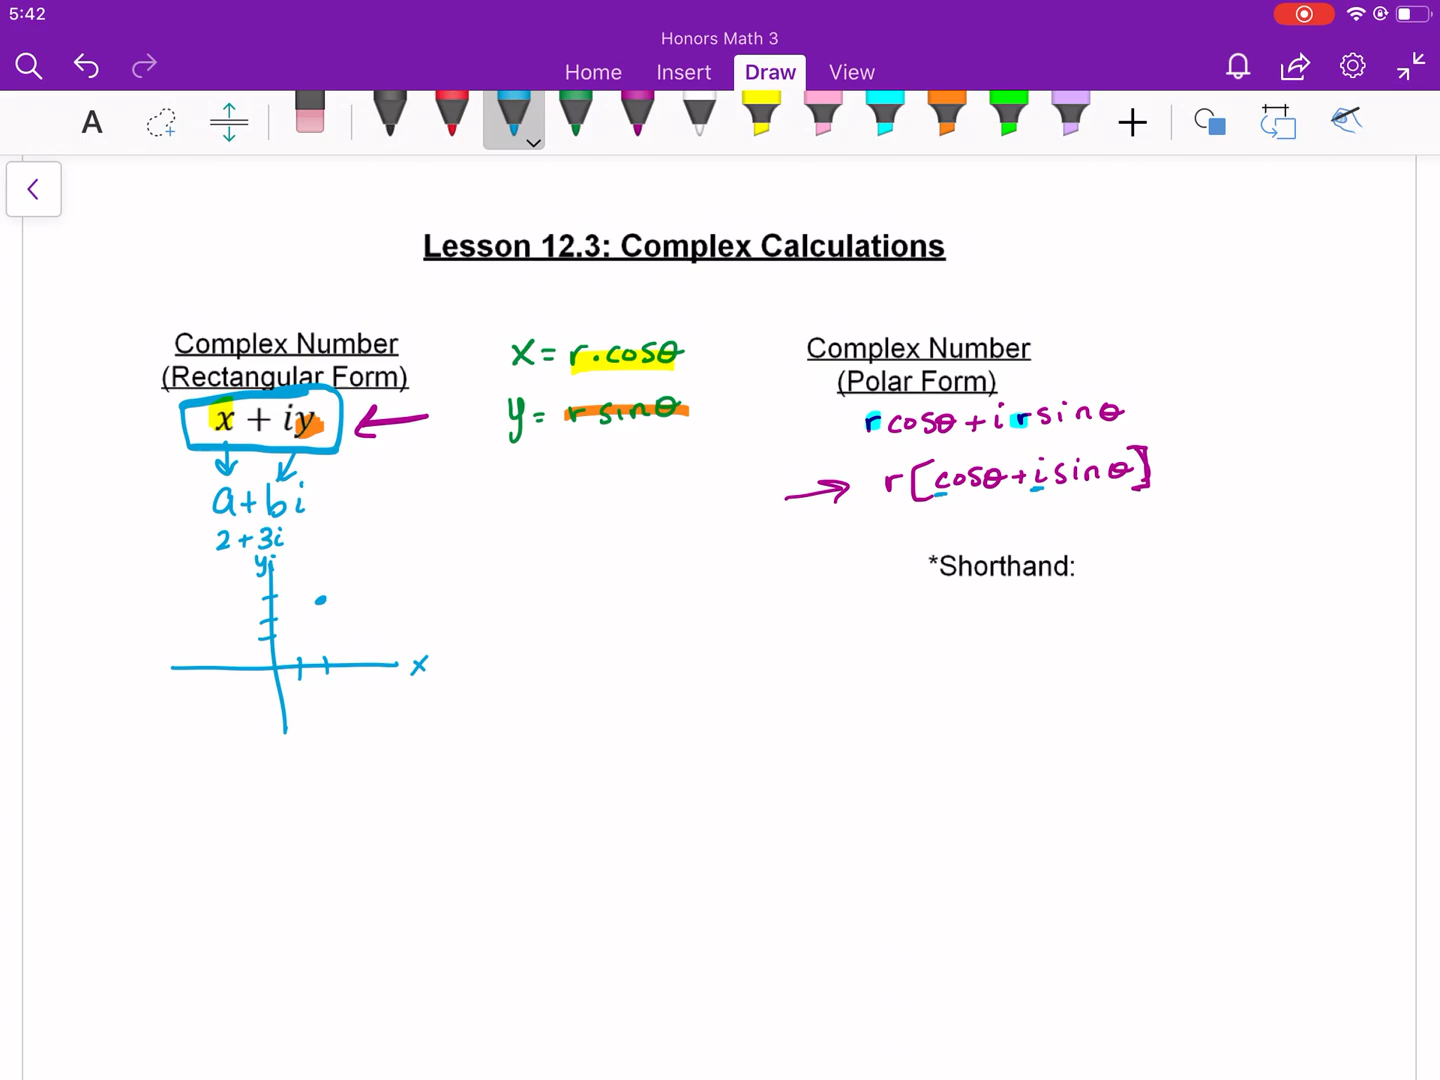 5:42
Honors Math 3
Home Insert Draw View
A
Lesson 12.3: Complex Calculations
Complex Number
(Rectangular Form)
x + iy
a + bi
2 + 3i
yi
x
x = r · cosθ
y = r sinθ
Complex Number
(Polar Form)
r cosθ + i r sinθ
r [cosθ + i sinθ]
*Shorthand: